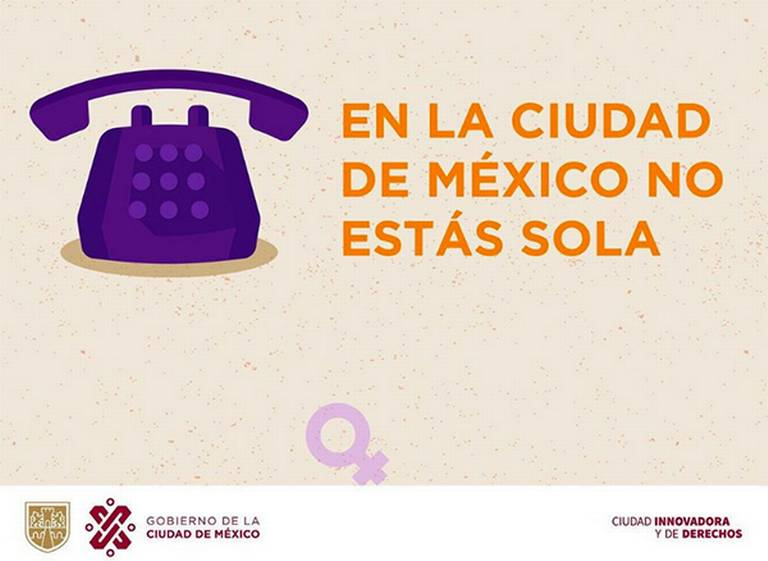 EN LA CIUDAD
DE MÉXICO NO
ESTÁS SOLA
GOBIERNO DE LA
CIUDAD DE MÉXICO
CIUDAD INNOVADORA
Y DE DERECHOS